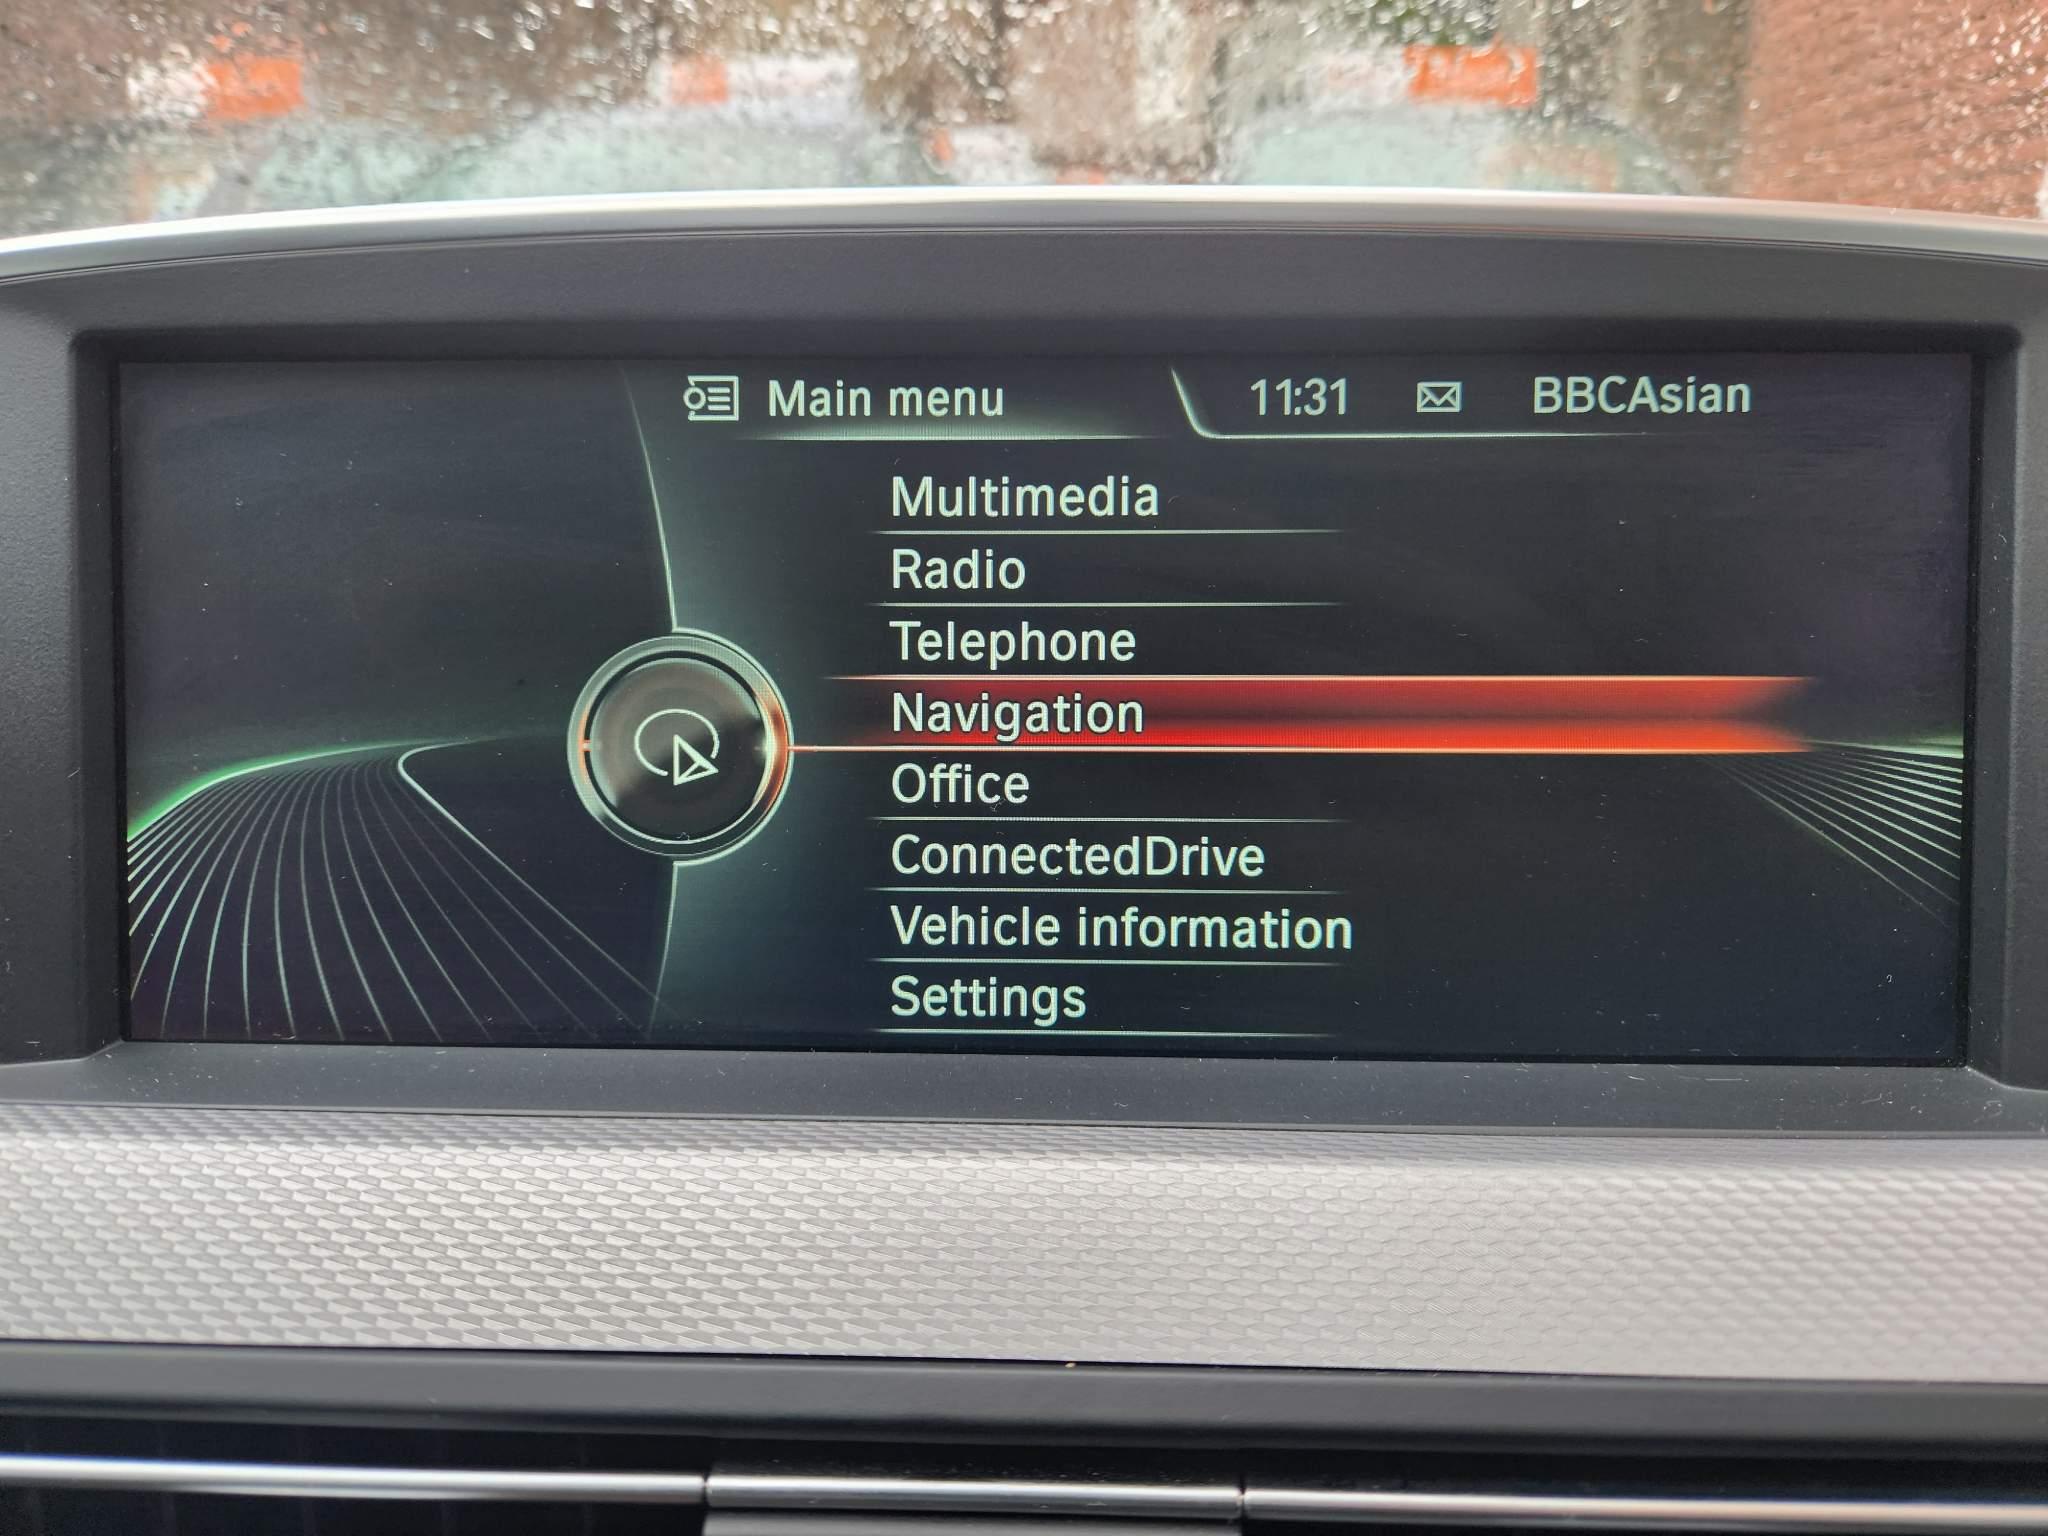 Main menu
11:31 BBCAsian
Multimedia
Radio
Telephone
Navigation
Office
ConnectedDrive
Vehicle information
Settings